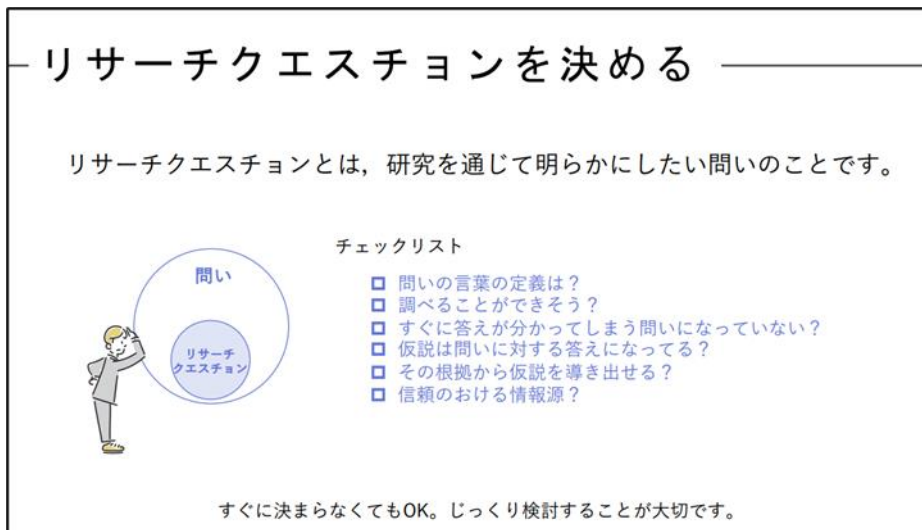 リサーチクエスチョンを決める
リサーチクエスチョンとは，研究を通じて明らかにしたい問いのことです。
問い
リサーチ
クエスチョン
チェックリスト
問いの言葉の定義は？
調べることができそう？
すぐに答えが分かってしまう問いになっていない？
仮説は問いに対する答えになってる？
その根拠から仮説を導き出せる？
信頼のおける情報源？
すぐに決まらなくてもOK。じっくり検討することが大切です。